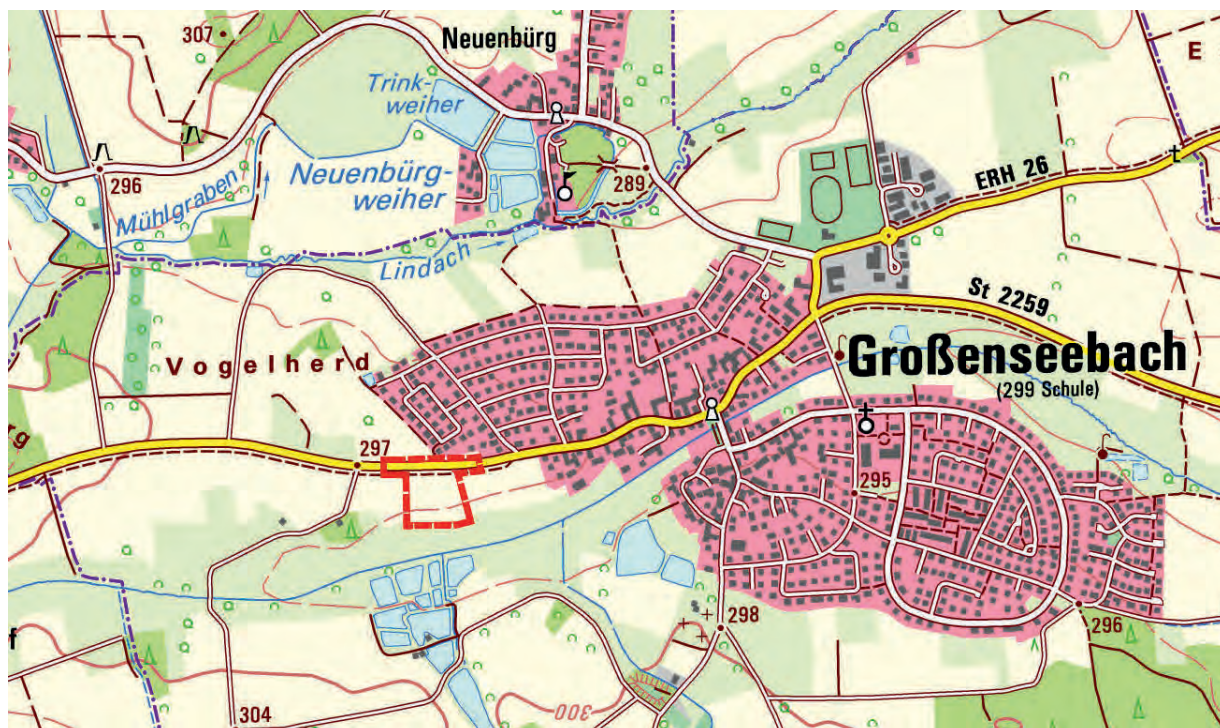 307
Neuenbürg
E
Trink-
weiher
296
Mühlgraben
Neuenbürg-
weiher
289
ERH 26
Lindach
St 2259
Vogelherd
Großenseebach
(299 Schule)
rg
297
295
298
296
f
304
300